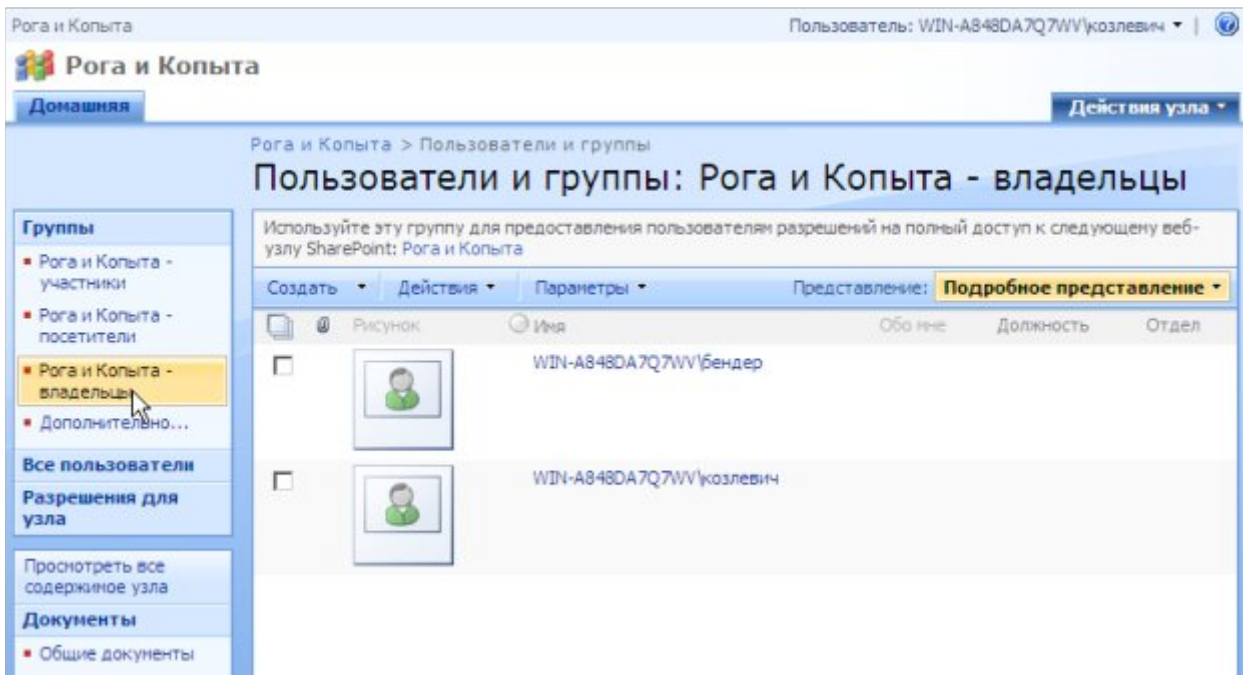 Рога и Копыта
Пользователь: WIN-A848DA7Q7WV\козлевич
Рога и Копыта
Домашняя
Действия узла
Рога и Копыта > Пользователи и группы
Пользователи и группы: Рога и Копыта - владельцы
Группы
Рога и Копыта -
участники
Рога и Копыта -
посетители
Рога и Копыта -
владельцы
Дополнительно...
Все пользователи
Разрешения для
узла
Просмотреть все
содержимое узла
Документы
Общие документы
Используйте эту группу для предоставления пользователям разрешений на полный доступ к следующему веб-
узлу SharePoint: Рога и Копыта
Создать Действия Параметры Представление: Подробное представление
Рисунок Имя Обо мне Должность Отдел
WIN-A848DA7Q7WV\бендер
WIN-A848DA7Q7WV\козлевич